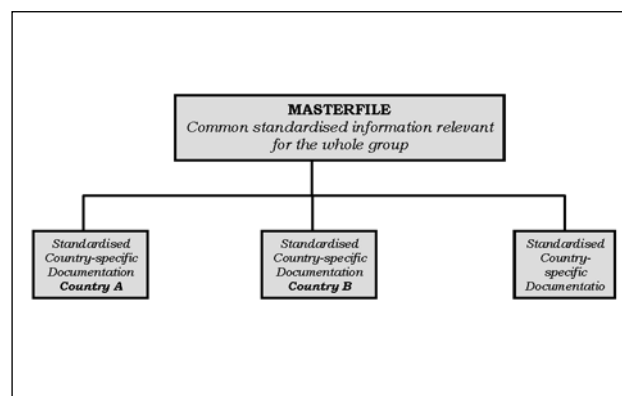 MASTERFILE
Common standardised information relevant
for the whole group
Standardised
Country-specific
Documentation
Country A
Standardised
Country-specific
Documentation
Country B
Standardised
Country-
specific
Documentatio